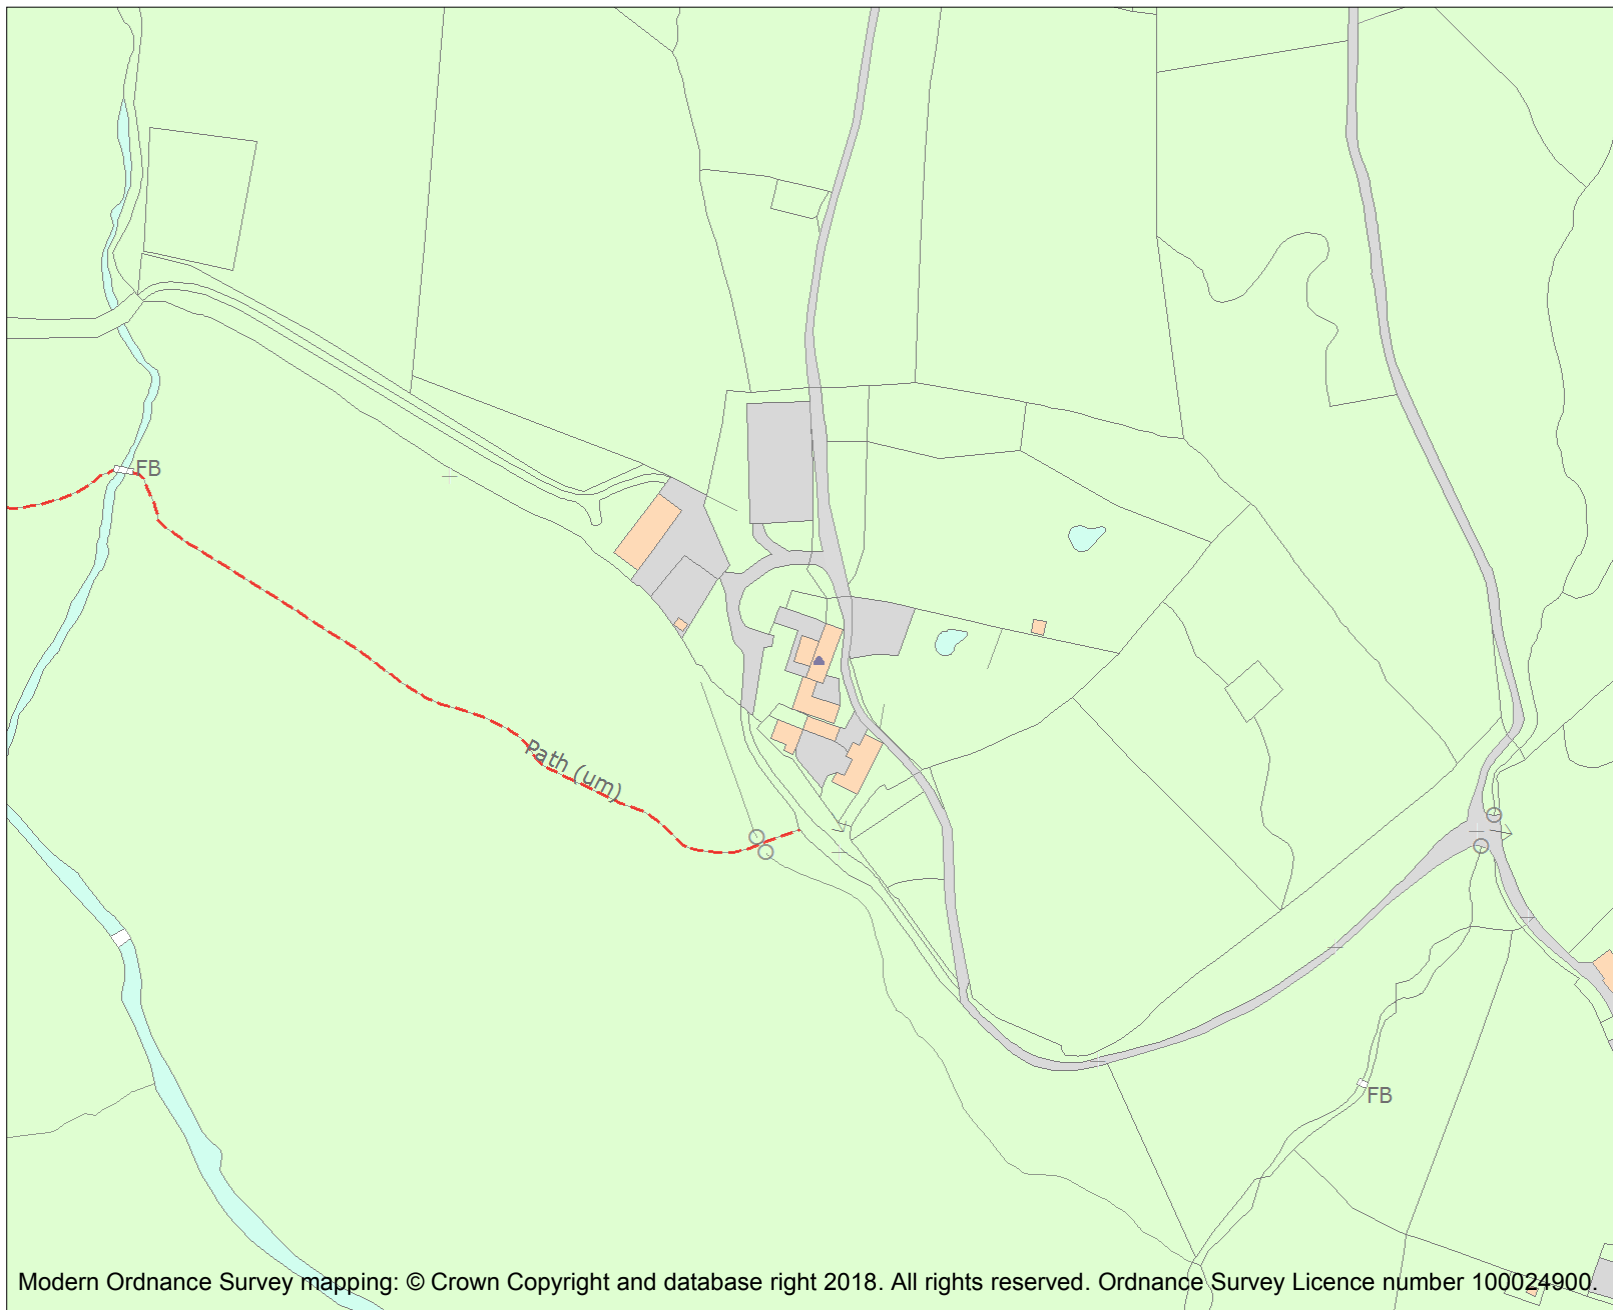 FB
Path (um)
FB
Modern Ordnance Survey mapping: © Crown Copyright and database right 2018. All rights reserved. Ordnance Survey Licence number 100024900.